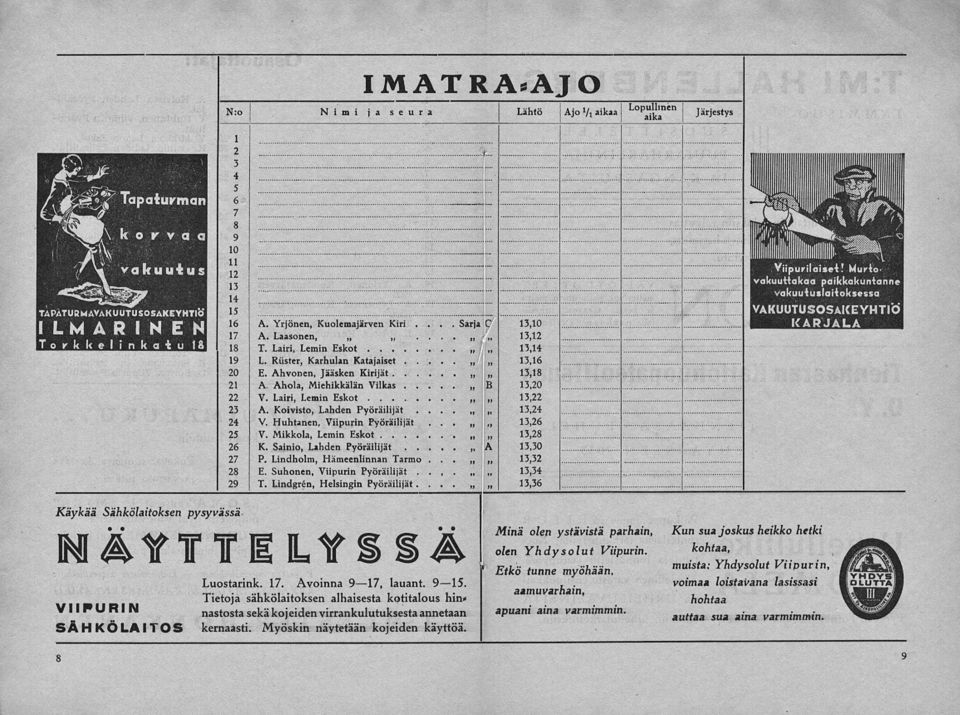 IMATRA-AJO
N:o Nimi ja seura Lähtö Ajo 1/1 aikaa Lopullinen aika Järjestys
1
2
3
4
5
6
7
8
9
10
11
12
13
14
15
16 A. Yrjönen, Kuolemajärven Kiri . . . . Sarja C 13,10
17 A. Laasonen, „ „ . . . . „ „ 13,12
18 T. Lairi, Lemin Eskot . . . . . . . . „ „ 13,14
19 L. Rüster, Karhulan Katajaiset . . . . . „ „ 13,16
20 E. Ahvonen, Jääsken Kirijät . . . . . . „ „ 13,18
21 A. Ahola, Miehikkälän Vilkas . . . . . „ B 13,20
22 V. Lairi, Lemin Eskot . . . . . . . . „ „ 13,22
23 A. Koivisto, Lahden Pyöräilijät . . . . „ „ 13,24
24 V. Huhtanen, Viipurin Pyöräilijät . . . „ „ 13,26
25 V. Mikkola, Lemin Eskot . . . . . . . „ „ 13,28
26 K. Sainio, Lahden Pyöräilijät . . . . . „ A 13,30
27 P. Lindholm, Hämeenlinnan Tarmo . . . „ „ 13,32
28 E. Suhonen, Viipurin Pyöräilijät . . . . „ „ 13,34
29 T. Lindgrén, Helsingin Pyöräilijät . . . . „ „ 13,36
Tapaturman
korvaa
vakuutus
TAPATURMAVAKUUTUSOSAKEYHTIÖ
ILMARINEN
Torkkelinkatu 18
Viipurilaiset! Murto-
vakuuttakaa paikkakuntanne
vakuutuslaitoksessa
VAKUUTUSOSAKEYHTIÖ
KARJALA
Käykää Sähkölaitoksen pysyvässä
NÄYTTELYSSÄ
VIIPURIN
SÄHKÖLAITOS
Luostarink. 17. Avoinna 9—17, lauant. 9—15.
Tietoja sähkölaitoksen alhaisesta kotitalous hin-
nastosta sekä kojeiden virrankulutuksesta annetaan
kernaasti. Myöskin näytetään kojeiden käyttöä.
Minä olen ystävistä parhain,
olen Yhdysolut Viipurin.
Etkö tunne myöhään,
aamuvarhain,
apuani aina varmimmin.
Kun sua joskus heikko hetki
kohtaa,
muista: Yhdysolut Viipurin,
voimaa loistavana lasissasi
hohtaa
auttaa sua aina varmimmin.
YHDYS
OLUTTA
III
8
9